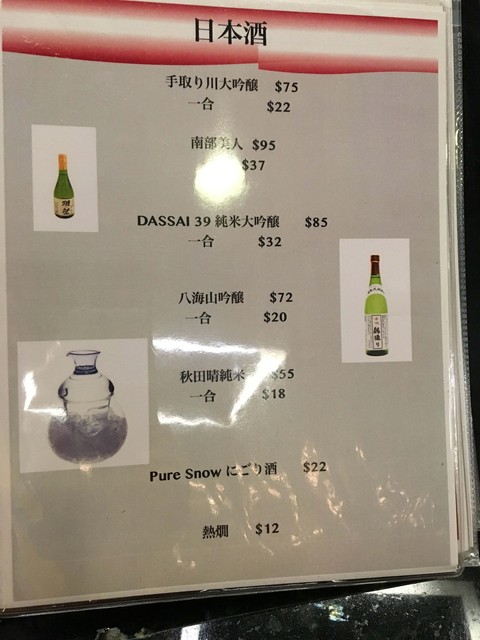 日本酒
手取り川大吟醸 $75
一合 $22
南部美人 $95
$37
DASSAI 39 純米大吟醸 $85
一合 $32
八海山吟醸 $72
一合 $20
秋田晴純米 $55
一合 $18
Pure Snow にごり酒 $22
熱燗 $12